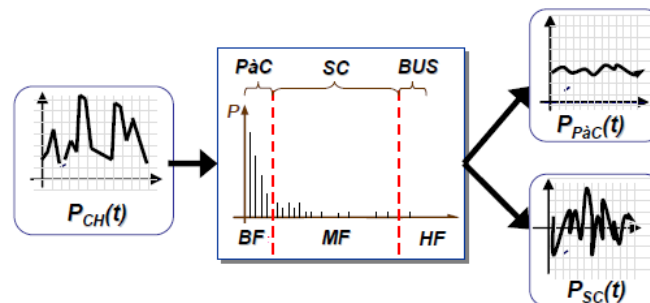 PàC SC BUS
P
BF MF HF
P_CH(t)
P_PàC(t)
P_SC(t)